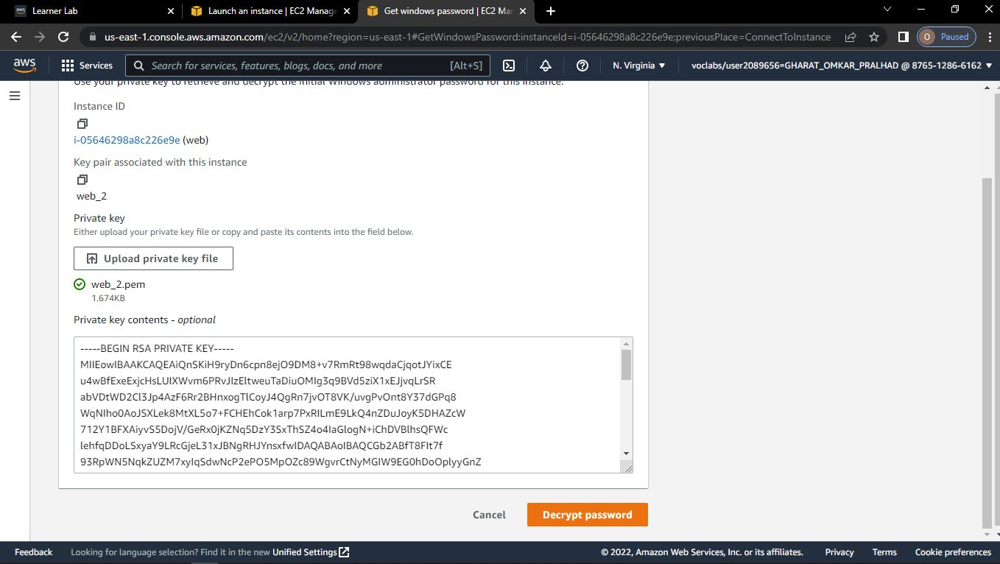 Learner Lab
Launch an instance | EC2 Manage
Get windows password | EC2 Mar
us-east-1.console.aws.amazon.com/ec2/v2/home?region=us-east-1#GetWindowsPassword:instanceId=i-05646298a8c226e9e;previousPlace=ConnectToInstance
O Paused
aws
Services
Search for services, features, blogs, docs, and more [Alt+S]
N. Virginia
voclabs/user2089656=GHARAT_OMKAR_PRALHAD @ 8765-1286-6162
Use your private key to retrieve and decrypt the initial Windows administrator password for this instance.
Instance ID
i-05646298a8c226e9e (web)
Key pair associated with this instance
web_2
Private key
Either upload your private key file or copy and paste its contents into the field below.
Upload private key file
web_2.pem
1.674KB
Private key contents - optional
-----BEGIN RSA PRIVATE KEY-----
MIIEowIBAAKCAQEAiQnSKiH9ryDn6cpn8ejO9DM8+v7RmRt98wqdaCjqotJYixCE
u4wBfExeExjcHsLUIXWvm6PRvJIzEltweuTaDiuOMIg3q9BVd5ziX1xEJjvqLrSR
abVDtWD2Cl3Jp4AzF6Rr2BHnxogTlCoyJ4QgRn7jvOT8VK/uvgPvOnt8Y37dGPq8
WqNIho0AoJSXLek8MtXL5o7+FCHEhCok1arp7PxRILmE9LkQ4nZDuJoyK5DHAZcW
712Y1BFXAiyvS5DojV/GeRx0jKZNq5DzY3SxThSZ4o4IaGlogN+iChDVBlhsQFWc
lehfqDDoLSxyaY9LRcGjeL31xJBNgRHJYnsxfwIDAQABAoIBAQCGb2ABfT8FIt7f
93RpWN5NqkZUZM7xyIqSdwNcP2ePO5MpOZc89WgvrCtNyMGIW9EG0hDoOplyyGnZ
Cancel
Decrypt password
Feedback
Looking for language selection? Find it in the new Unified Settings
© 2022, Amazon Web Services, Inc. or its affiliates.
Privacy
Terms
Cookie preferences